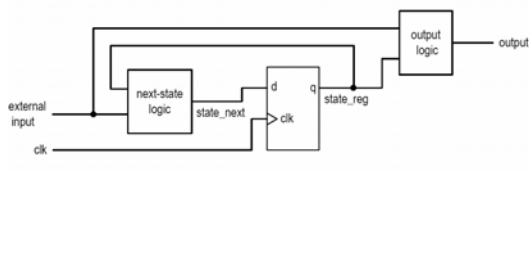 output
logic
output
next-state
logic
d
q
external
input
state_next
state_reg
clk
clk